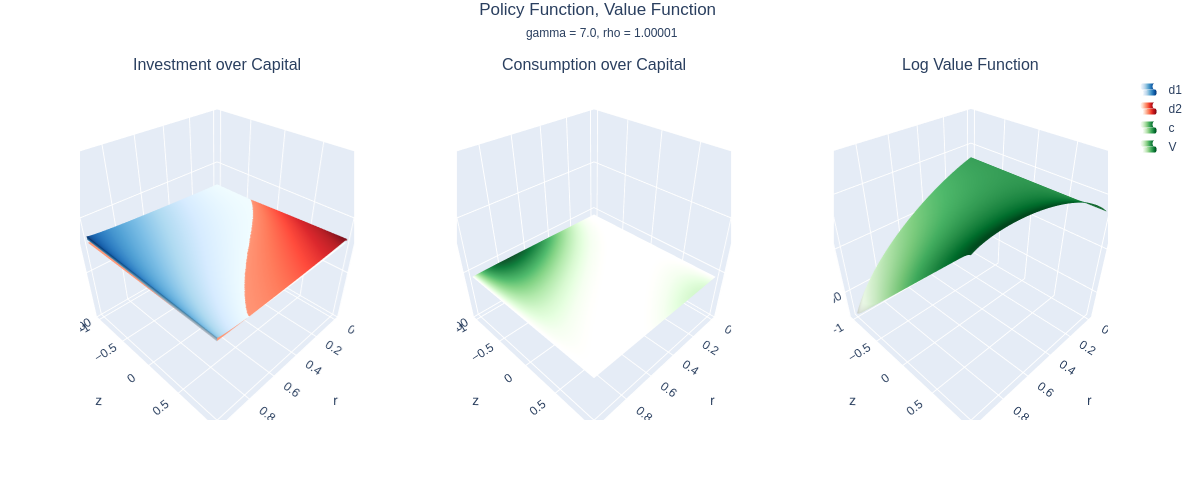 Policy Function, Value Function
gamma = 7.0, rho = 1.00001
Investment over Capital
Consumption over Capital
Log Value Function
d1
d2
c
V
−0.5
0
0.5
z
0
0.2
0.4
0.6
0.8
r
−0.5
0
0.5
z
0
0.2
0.4
0.6
0.8
r
−1
−0.5
0
0.5
z
0
0.2
0.4
0.6
0.8
r